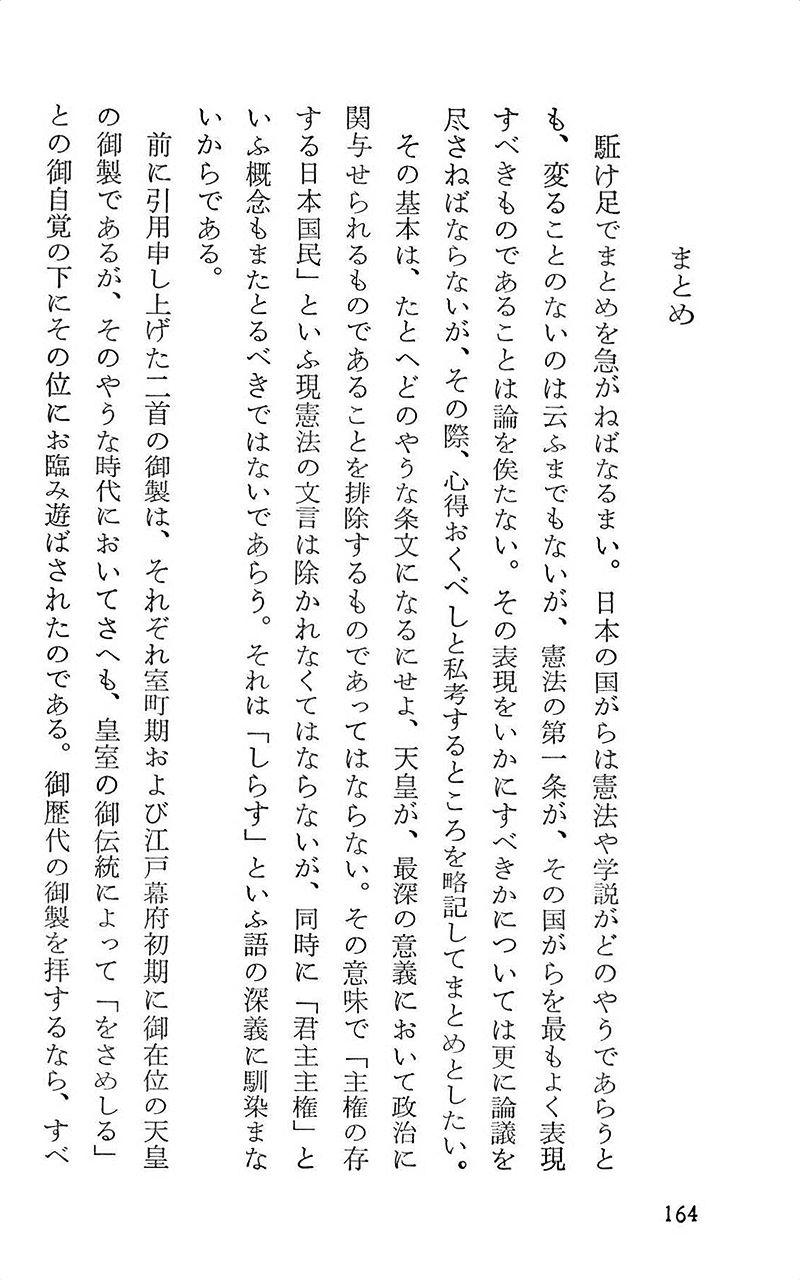 まとめ
駈け足でまとめを急がねばなるまい。日本の国がらは憲法や学説がどのやうであらうと
も、変ることのないのは云ふまでもないが、憲法の第一条が、その国がらを最もよく表現
すべきものであることは論を俟たない。その表現をいかにすべきかについては更に論議を
尽さねばならないが、その際、心得おくべしと私考するところを略記してまとめとしたい。
その基本は、たとへどのやうな条文になるにせよ、天皇が、最深の意義において政治に
関与せられるものであることを排除するものであってはならない。その意味で「主権の存
する日本国民」といふ現憲法の文言は除かれなくてはならないが、同時に「君主主権」と
いふ概念もまたとるべきではないであらう。それは「しらす」といふ語の深義に馴染まな
いからである。
前に引用申し上げた二首の御製は、それぞれ室町期および江戸幕府初期に御在位の天皇
の御製であるが、そのやうな時代においてさへも、皇室の御伝統によって「をさめしる」
との御自覚の下にその位にお臨み遊ばされたのである。御歴代の御製を拝するなら、すべ
164